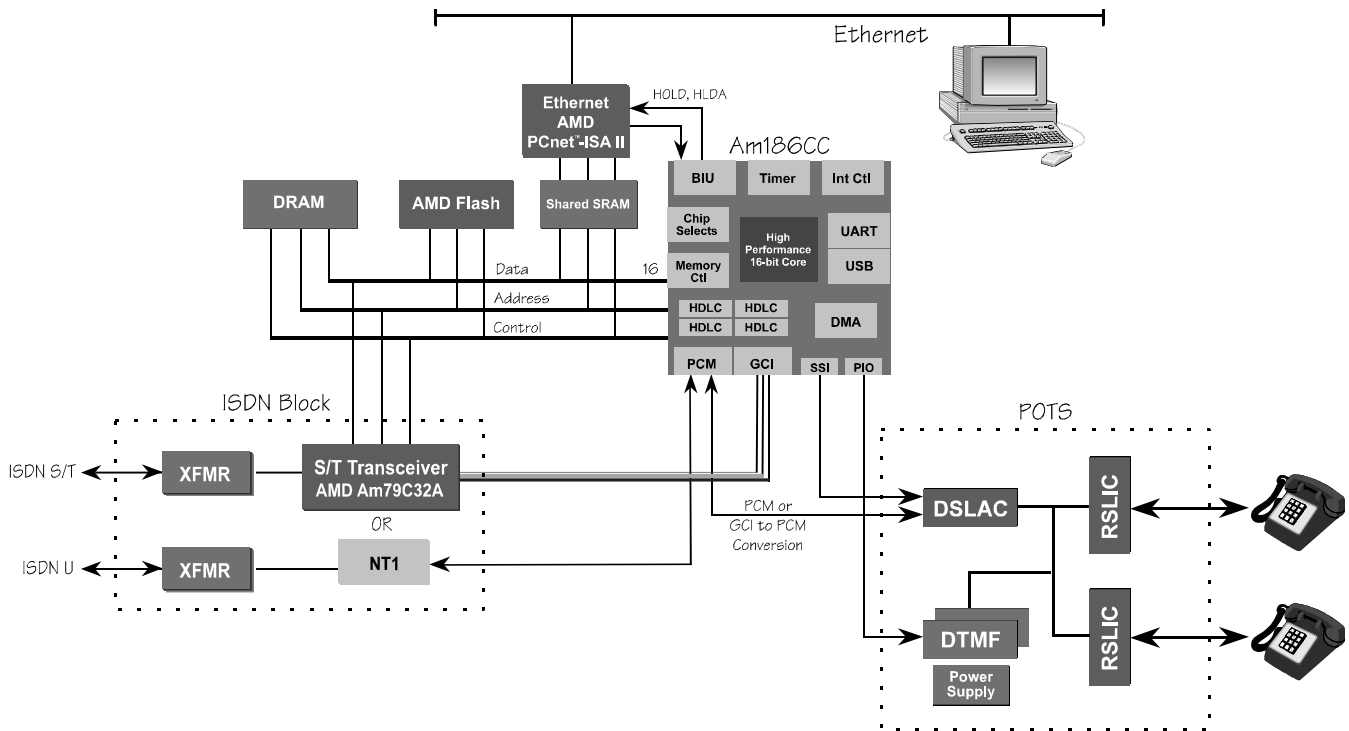 Ethernet
Ethernet
AMD
PCnet™-ISA II
HOLD, HLDA
Am186CC
BIU
Timer
Int Ctl
DRAM
AMD Flash
Shared SRAM
Chip
Selects
High
Performance
16-bit Core
UART
USB
Data
16
Memory
Ctl
Address
HDLC
HDLC
DMA
Control
HDLC
HDLC
PCM
GCI
SSI
PIO
ISDN Block
POTS
ISDN S/T
XFMR
S/T Transceiver
AMD Am79C32A
OR
ISDN U
XFMR
NT1
PCM or
GCI to PCM
Conversion
DSLAC
RSLIC
DTMF
RSLIC
Power
Supply